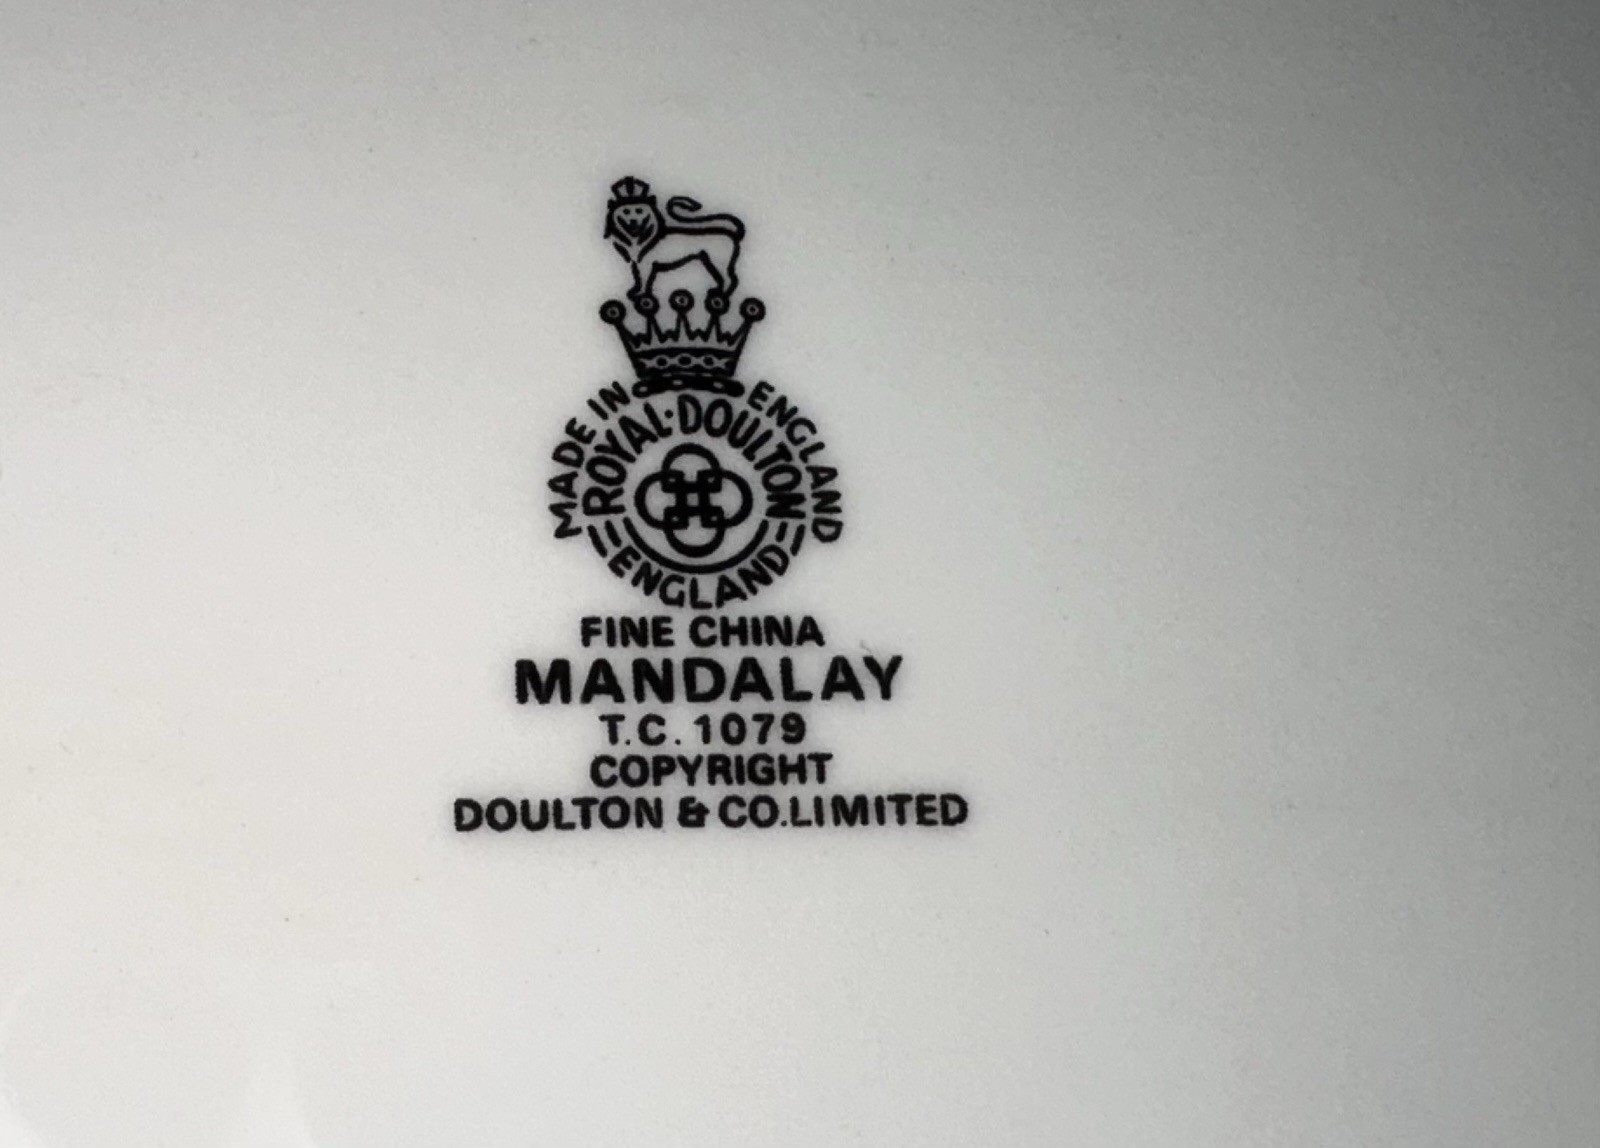 MADE IN ENGLAND
ROYAL·DOULTON
ENGLAND
FINE CHINA
MANDALAY
T.C. 1079
COPYRIGHT
DOULTON & CO.LIMITED